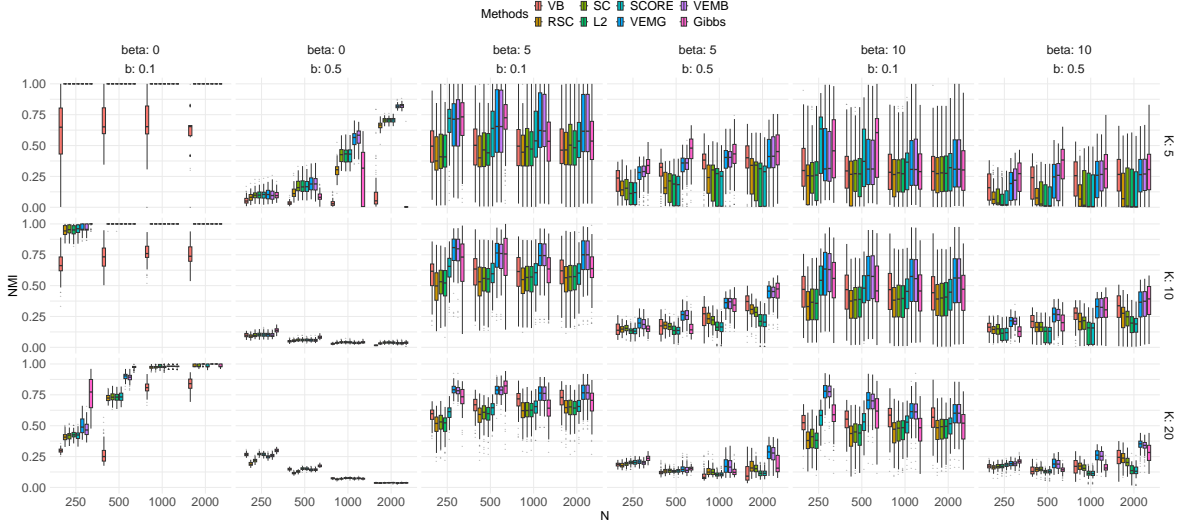 Methods VB SC SCORE VEMB
RSC L2 VEMG Gibbs
beta: 0 beta: 0 beta: 5 beta: 5 beta: 10 beta: 10
b: 0.1 b: 0.5 b: 0.1 b: 0.5 b: 0.1 b: 0.5
1.00
0.75
0.50
0.25
0.00
K: 5
1.00
0.75
0.50
0.25
0.00
K: 10
NMI
1.00
0.75
0.50
0.25
0.00
K: 20
250 500 1000 2000 250 500 1000 2000 250 500 1000 2000 250 500 1000 2000 250 500 1000 2000 250 500 1000 2000
N